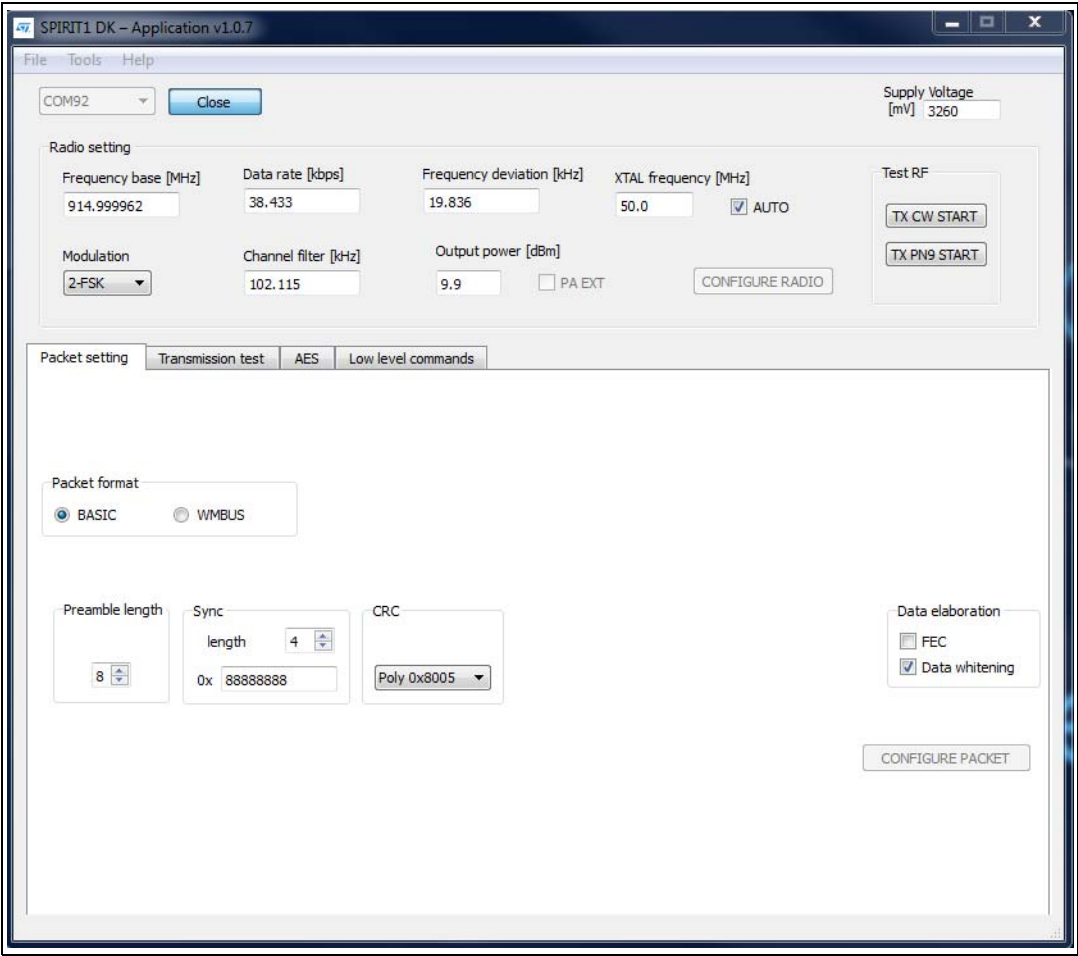 SPIRIT1 DK – Application v1.0.7
File Tools Help
COM92 Close
Supply Voltage
[mV] 3260
Radio setting
Frequency base [MHz] Data rate [kbps] Frequency deviation [kHz] XTAL frequency [MHz] Test RF
914.999962 38.433 19.836 50.0 AUTO
TX CW START
Modulation Channel filter [kHz] Output power [dBm] TX PN9 START
2-FSK 102.115 9.9 PA EXT CONFIGURE RADIO
Packet setting Transmission test AES Low level commands
Packet format
BASIC WMBUS
Preamble length Sync CRC Data elaboration
length 4 FEC
8 0x 88888888 Poly 0x8005 Data whitening
CONFIGURE PACKET